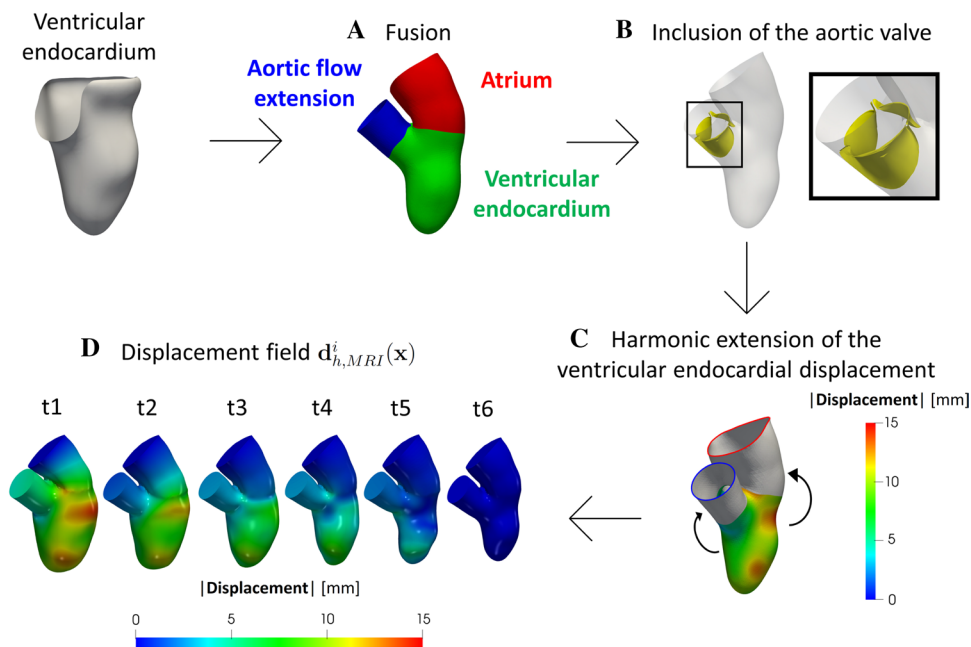 Ventricular
endocardium
A Fusion
Aortic flow
extension
Atrium
Ventricular
endocardium
B Inclusion of the aortic valve
C Harmonic extension of the
ventricular endocardial displacement
|Displacement| [mm]
15
10
5
0
D Displacement field $\mathbf{d}^{i}_{h,MRI}(\mathbf{x})$
t1 t2 t3 t4 t5 t6
|Displacement| [mm]
0 5 10 15